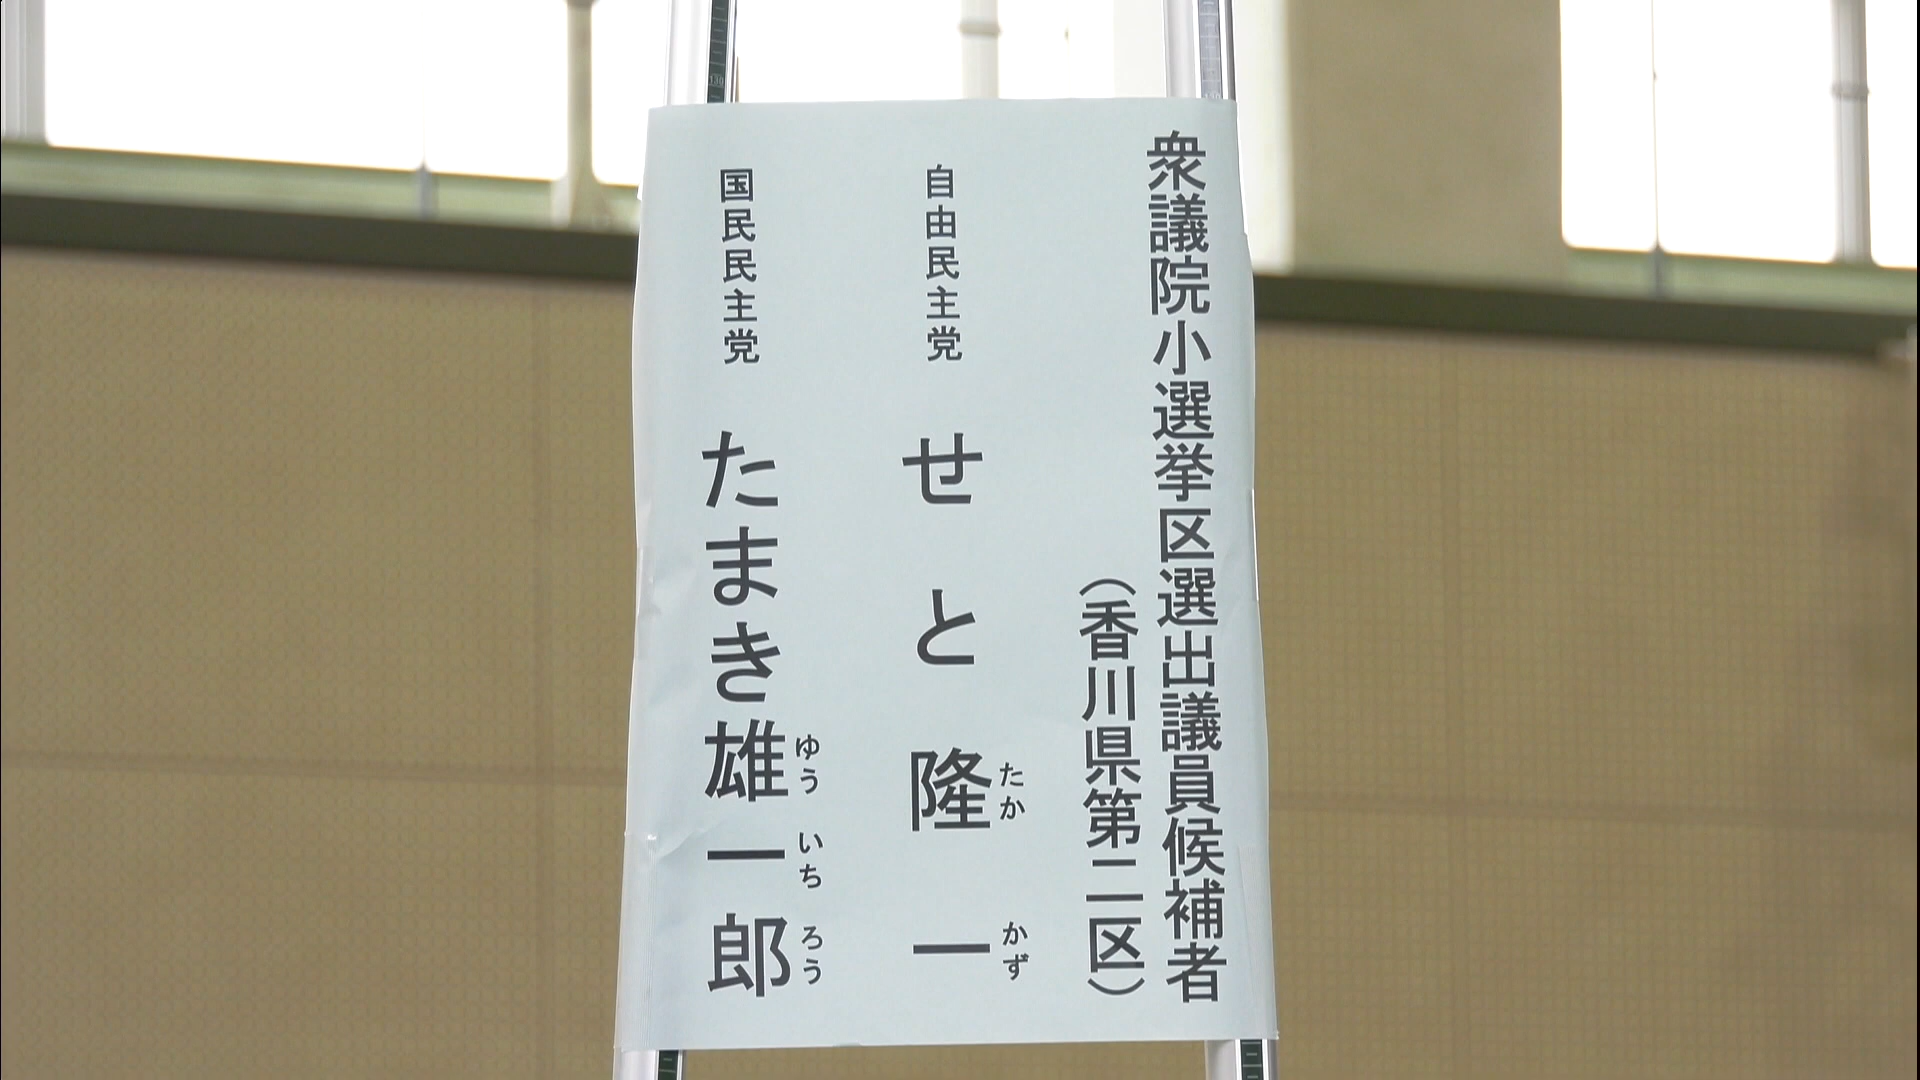 衆議院小選挙区選出議員候補者
（香川県第二区）
自由民主党 せと隆一
たか かず
国民民主党 たまき雄一郎
ゆう いち ろう